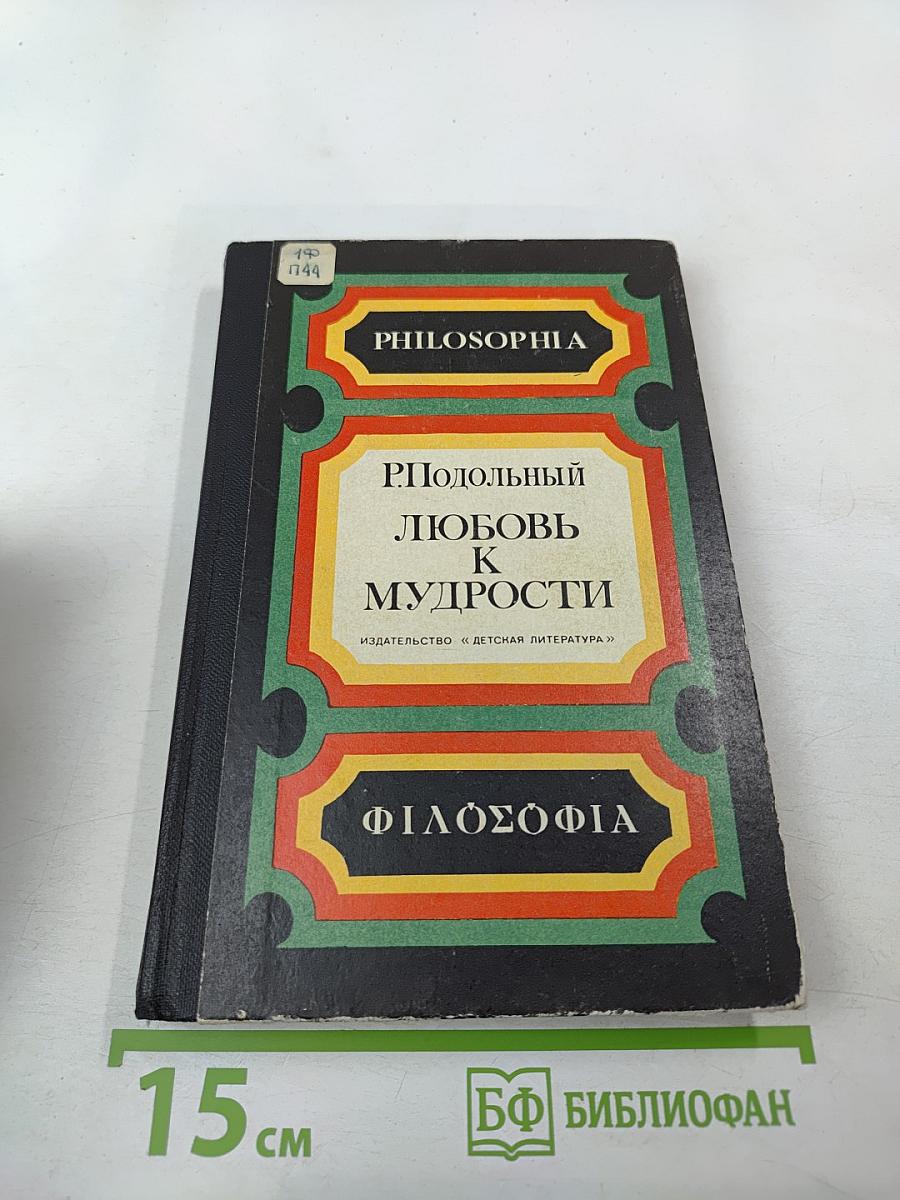 1Ф
П44
PHILOSOPHIA
Р.Подольный
ЛЮБОВЬ
К
МУДРОСТИ
ИЗДАТЕЛЬСТВО «ДЕТСКАЯ ЛИТЕРАТУРА»
ΦΙΛΟΣΟΦΙΑ
15 см
БФ БИБЛИОФАН